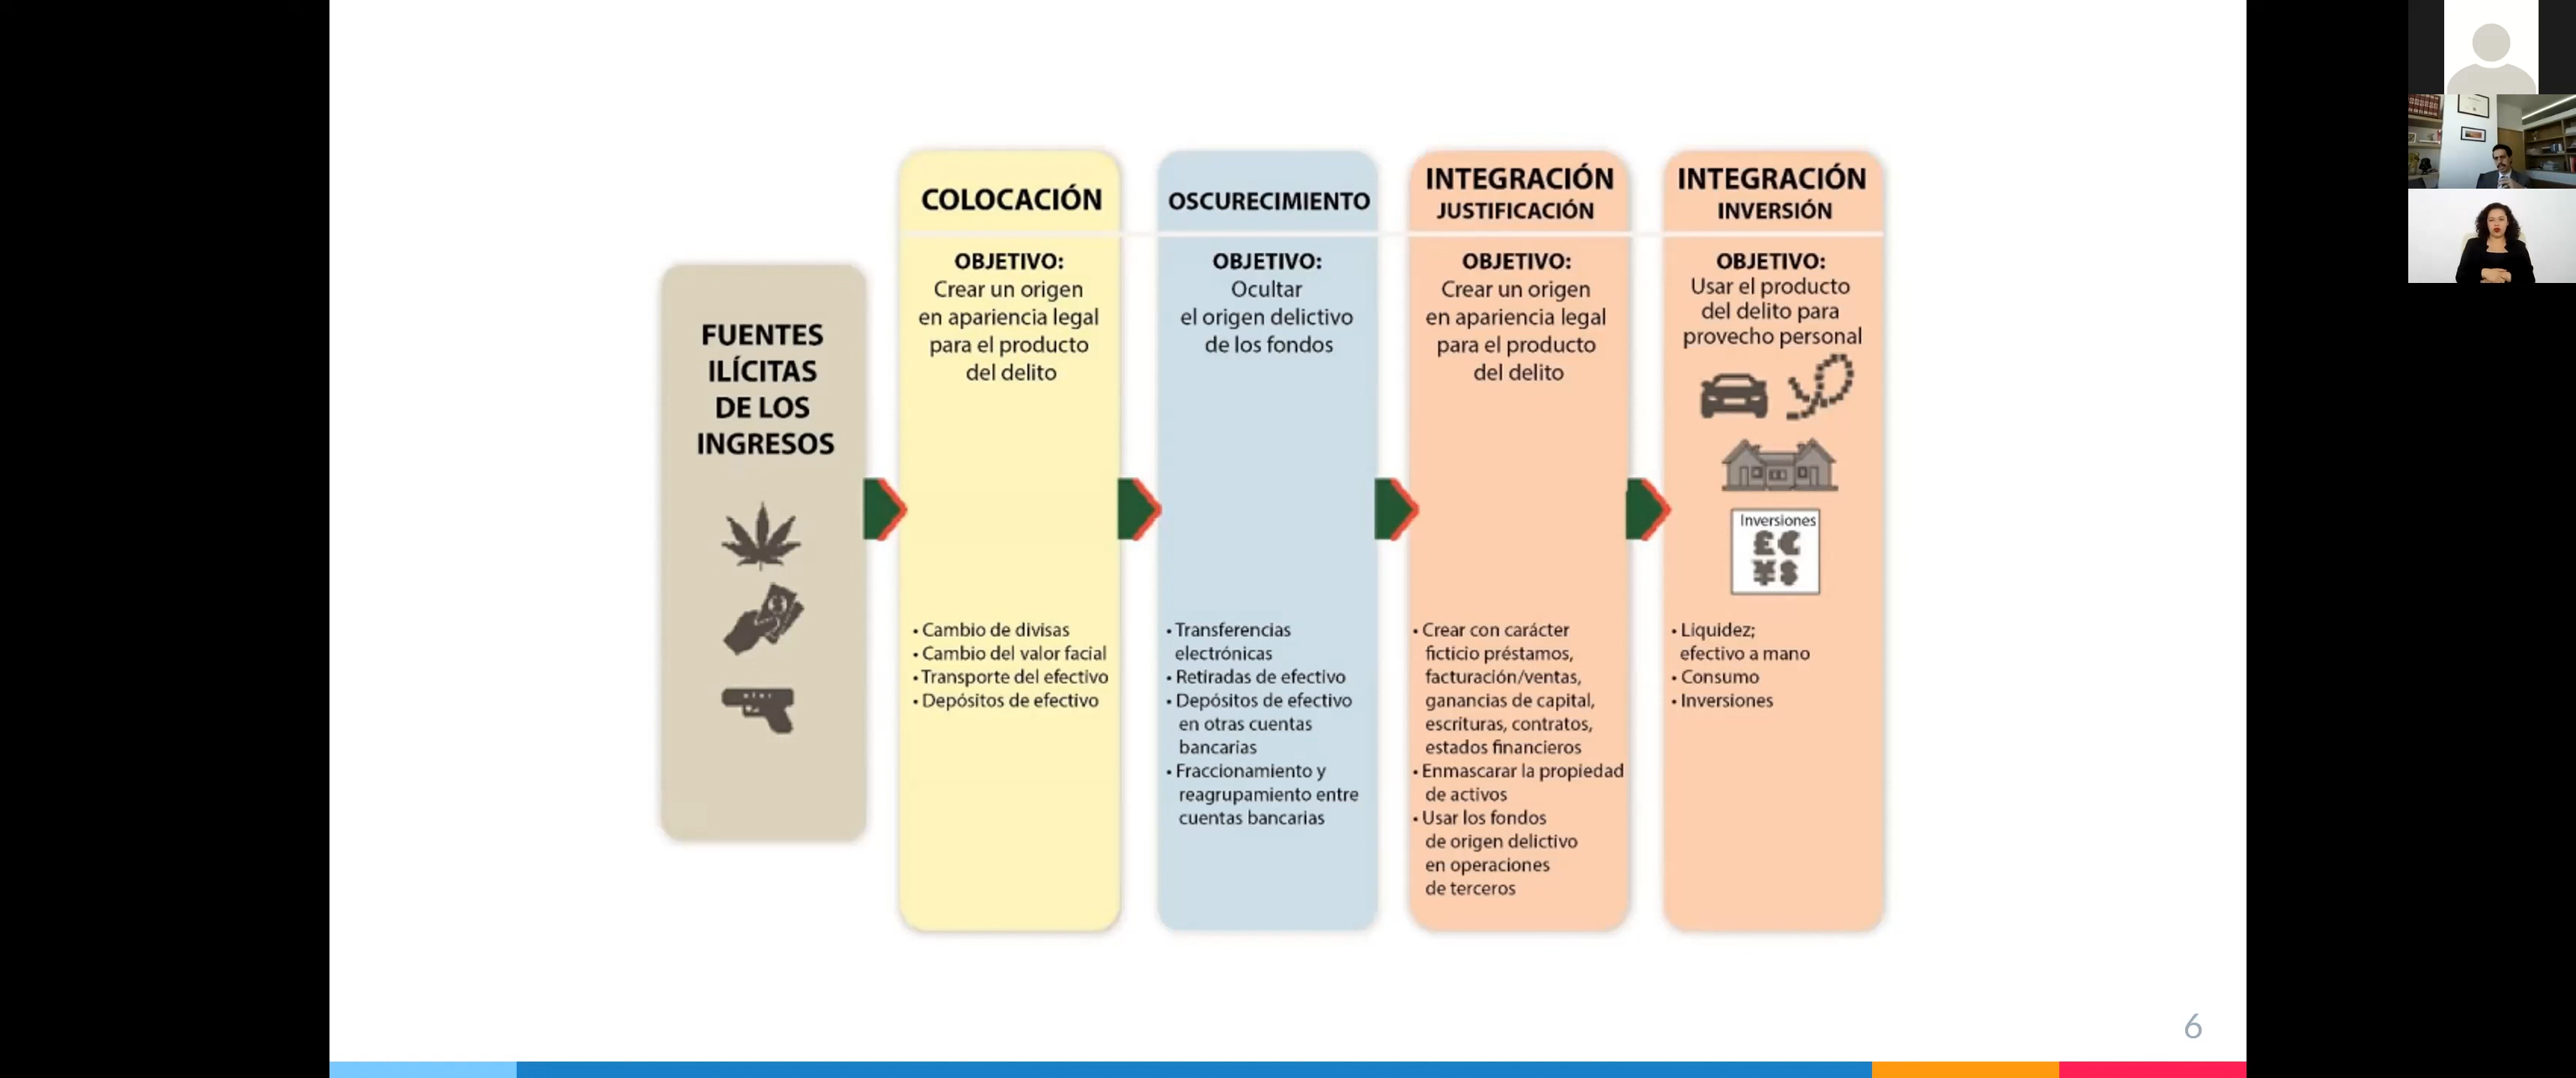 FUENTES
ILÍCITAS
DE LOS
INGRESOS
COLOCACIÓN
OBJETIVO:
Crear un origen
en apariencia legal
para el producto
del delito
• Cambio de divisas
• Cambio del valor facial
• Transporte del efectivo
• Depósitos de efectivo
OSCURECIMIENTO
OBJETIVO:
Ocultar
el origen delictivo
de los fondos
• Transferencias
electrónicas
• Retiradas de efectivo
• Depósitos de efectivo
en otras cuentas
bancarias
• Fraccionamiento y
reagrupamiento entre
cuentas bancarias
INTEGRACIÓN
JUSTIFICACIÓN
OBJETIVO:
Crear un origen
en apariencia legal
para el producto
del delito
• Crear con carácter
ficticio préstamos,
facturación/ventas,
ganancias de capital,
escrituras, contratos,
estados financieros
• Enmascarar la propiedad
de activos
• Usar los fondos
de origen delictivo
en operaciones
de terceros
INTEGRACIÓN
INVERSIÓN
OBJETIVO:
Usar el producto
del delito para
provecho personal
Inversiones
£ €
¥ $
• Liquidez;
efectivo a mano
• Consumo
• Inversiones
6